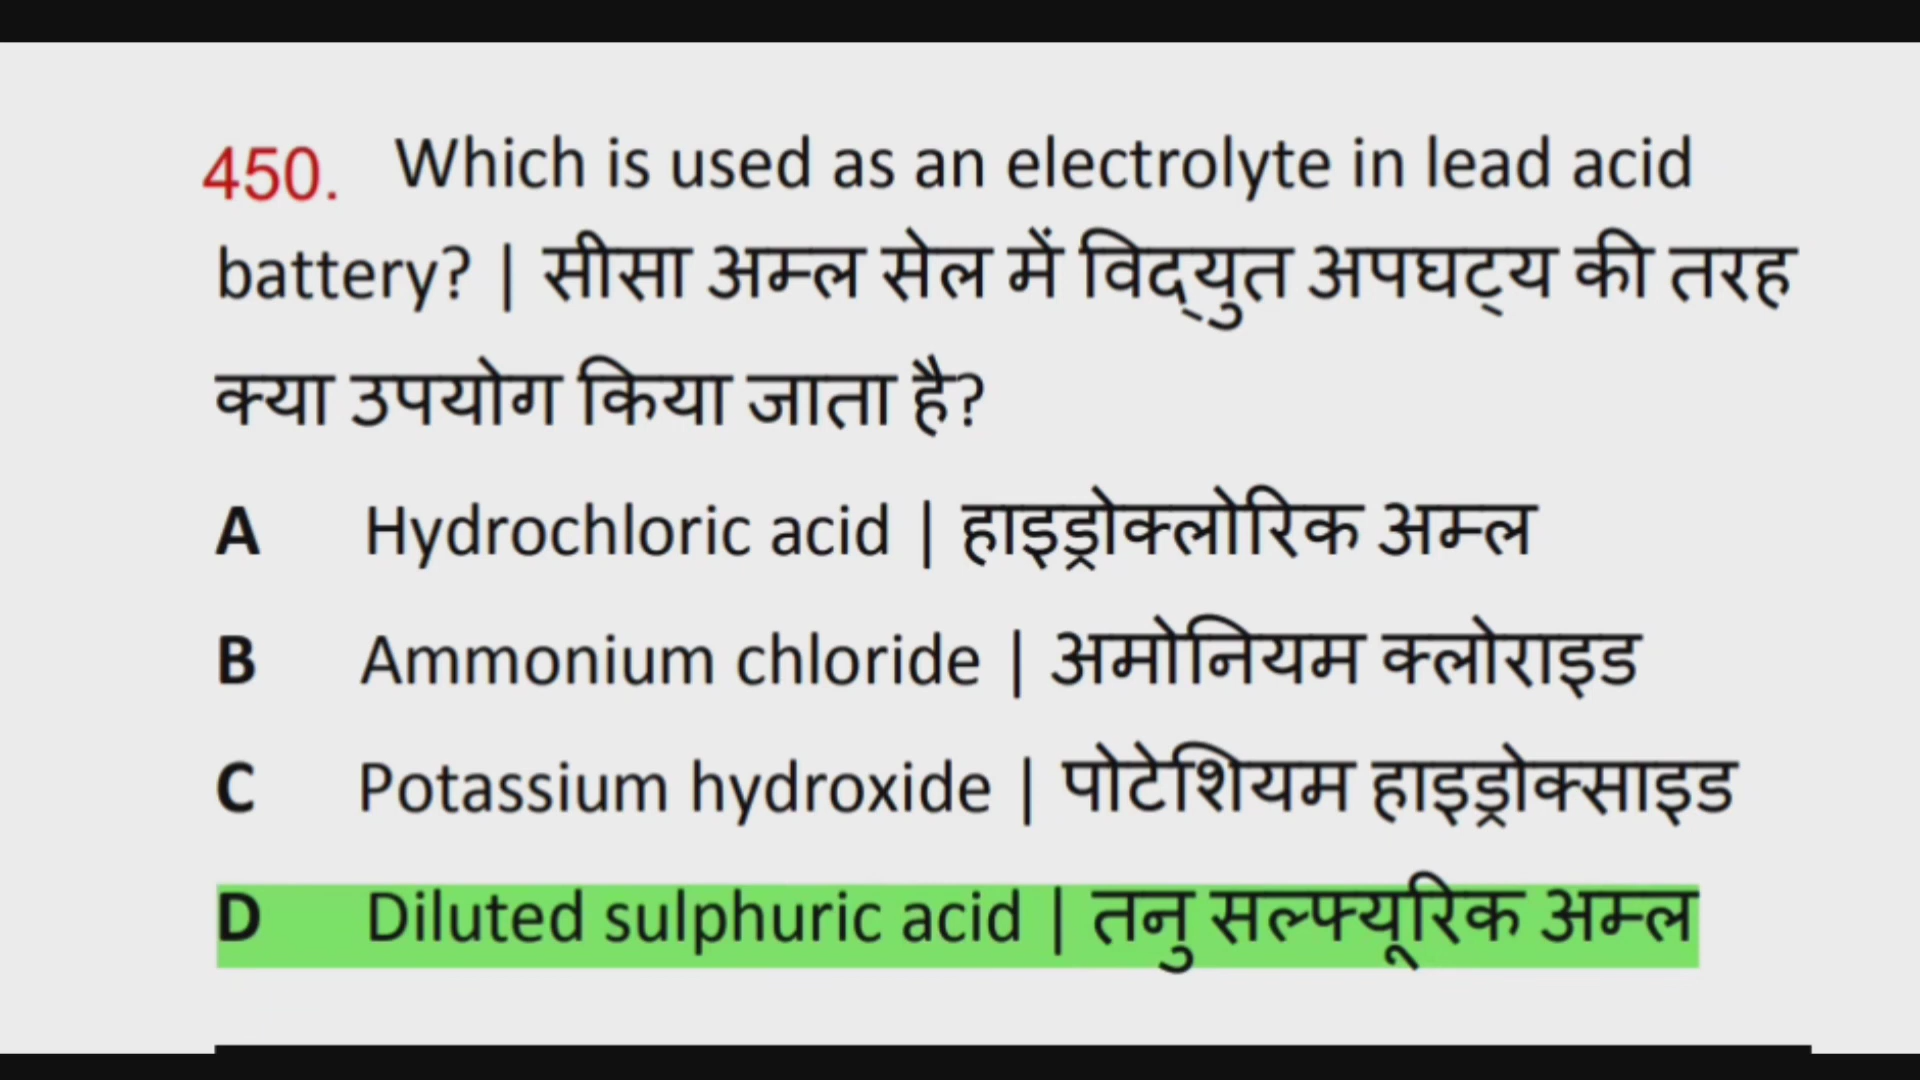 450. Which is used as an electrolyte in lead acid
battery? | सीसा अम्ल सेल में विद्युत अपघट्य की तरह
क्या उपयोग किया जाता है?
A Hydrochloric acid | हाइड्रोक्लोरिक अम्ल
B Ammonium chloride | अमोनियम क्लोराइड
C Potassium hydroxide | पोटेशियम हाइड्रोक्साइड
D Diluted sulphuric acid | तनु सल्फ्यूरिक अम्ल